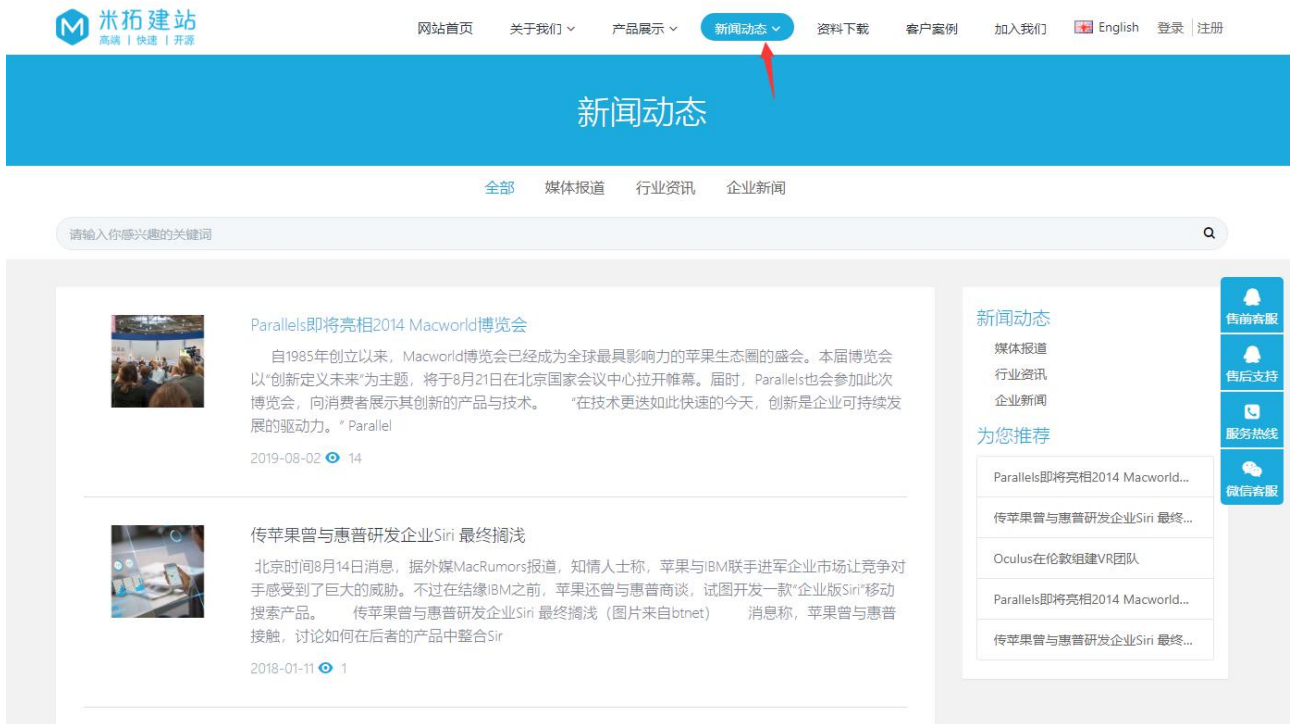 米拓建站
高端 | 快速 | 开源
网站首页 关于我们 产品展示 新闻动态 资料下载 客户案例 加入我们 English 登录 | 注册
新闻动态
全部 媒体报道 行业资讯 企业新闻
请输入你感兴趣的关键词
Parallels即将亮相2014 Macworld博览会
自1985年创立以来，Macworld博览会已经成为全球最具影响力的苹果生态圈的盛会。本届博览会
以“创新定义未来”为主题，将于8月21日在北京国家会议中心拉开帷幕。届时，Parallels也会参加此次
博览会，向消费者展示其创新的产品与技术。 “在技术更迭如此快速的今天，创新是企业可持续发
展的驱动力。” Parallel
2019-08-02 14
传苹果曾与惠普研发企业Siri 最终搁浅
北京时间8月14日消息，据外媒MacRumors报道，知情人士称，苹果与IBM联手进军企业市场让竞争对
手感受到了巨大的威胁。不过在结缘IBM之前，苹果还曾与惠普商谈，试图开发一款“企业版Siri”移动
搜索产品。 传苹果曾与惠普研发企业Siri 最终搁浅（图片来自btnet） 消息称，苹果曾与惠普
接触，讨论如何在后者的产品中整合Sir
2018-01-11 1
新闻动态
媒体报道
行业资讯
企业新闻
为您推荐
Parallels即将亮相2014 Macworld...
传苹果曾与惠普研发企业Siri 最终...
Oculus在伦敦组建VR团队
Parallels即将亮相2014 Macworld...
传苹果曾与惠普研发企业Siri 最终...
售前客服
售后支持
服务热线
微信客服